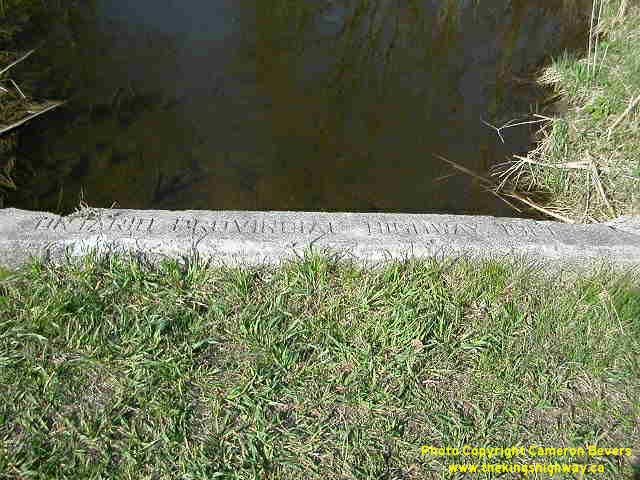 ONTARIO PROVINCIAL HIGHWAY
Photo Copyright Cameron Bevers
www.thekingshighway.ca